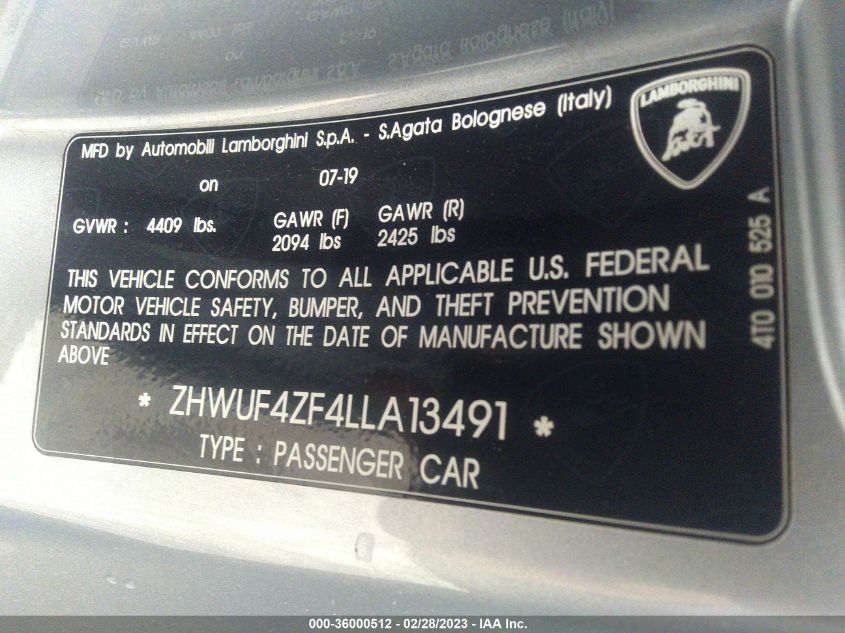 MFD by Automobili Lamborghini S.p.A. - S.Agata Bolognese (Italy)
on 07-19
GVWR : 4409 lbs. GAWR (F) GAWR (R)
2094 lbs 2425 lbs
THIS VEHICLE CONFORMS TO ALL APPLICABLE U.S. FEDERAL
MOTOR VEHICLE SAFETY, BUMPER, AND THEFT PREVENTION
STANDARDS IN EFFECT ON THE DATE OF MANUFACTURE SHOWN
ABOVE
* ZHWUF4ZF4LLA13491 *
TYPE : PASSENGER CAR
LAMBORGHINI
4T0 010 525 A
000-36000512 - 02/28/2023 - IAA Inc.